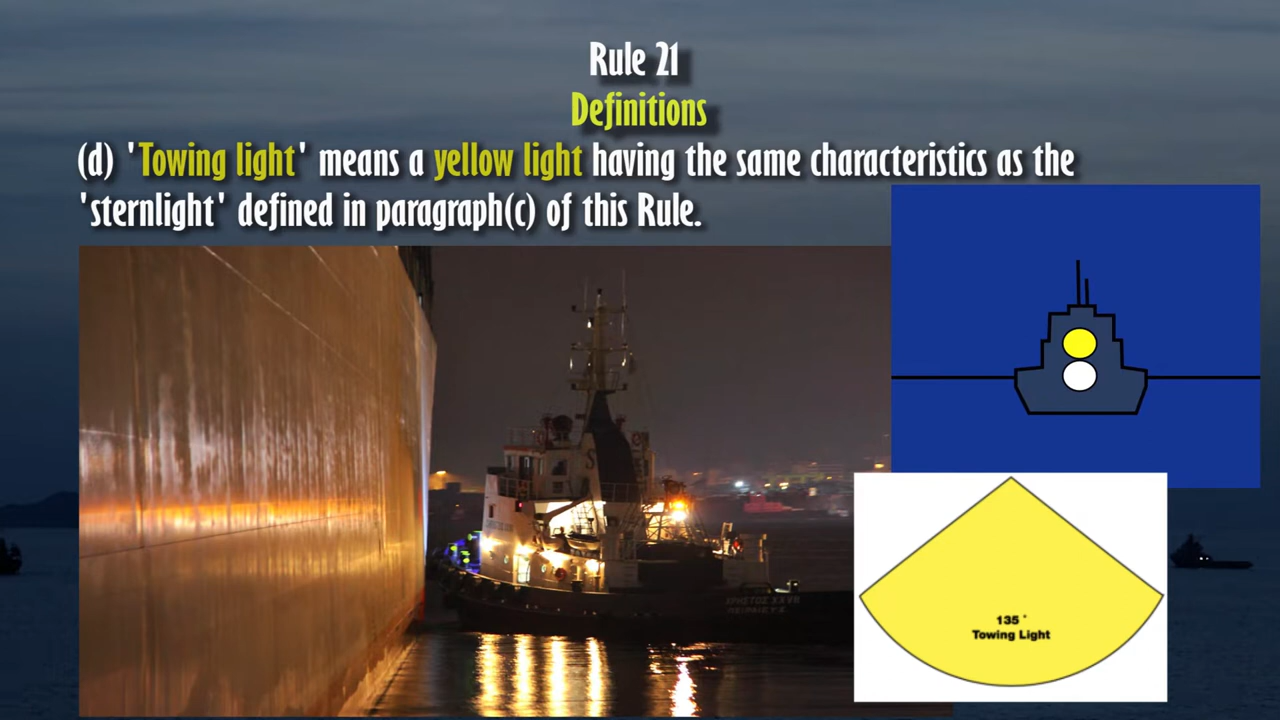 Rule 21
Definitions
(d) 'Towing light' means a yellow light having the same characteristics as the
'sternlight' defined in paragraph(c) of this Rule.
135 °
Towing Light